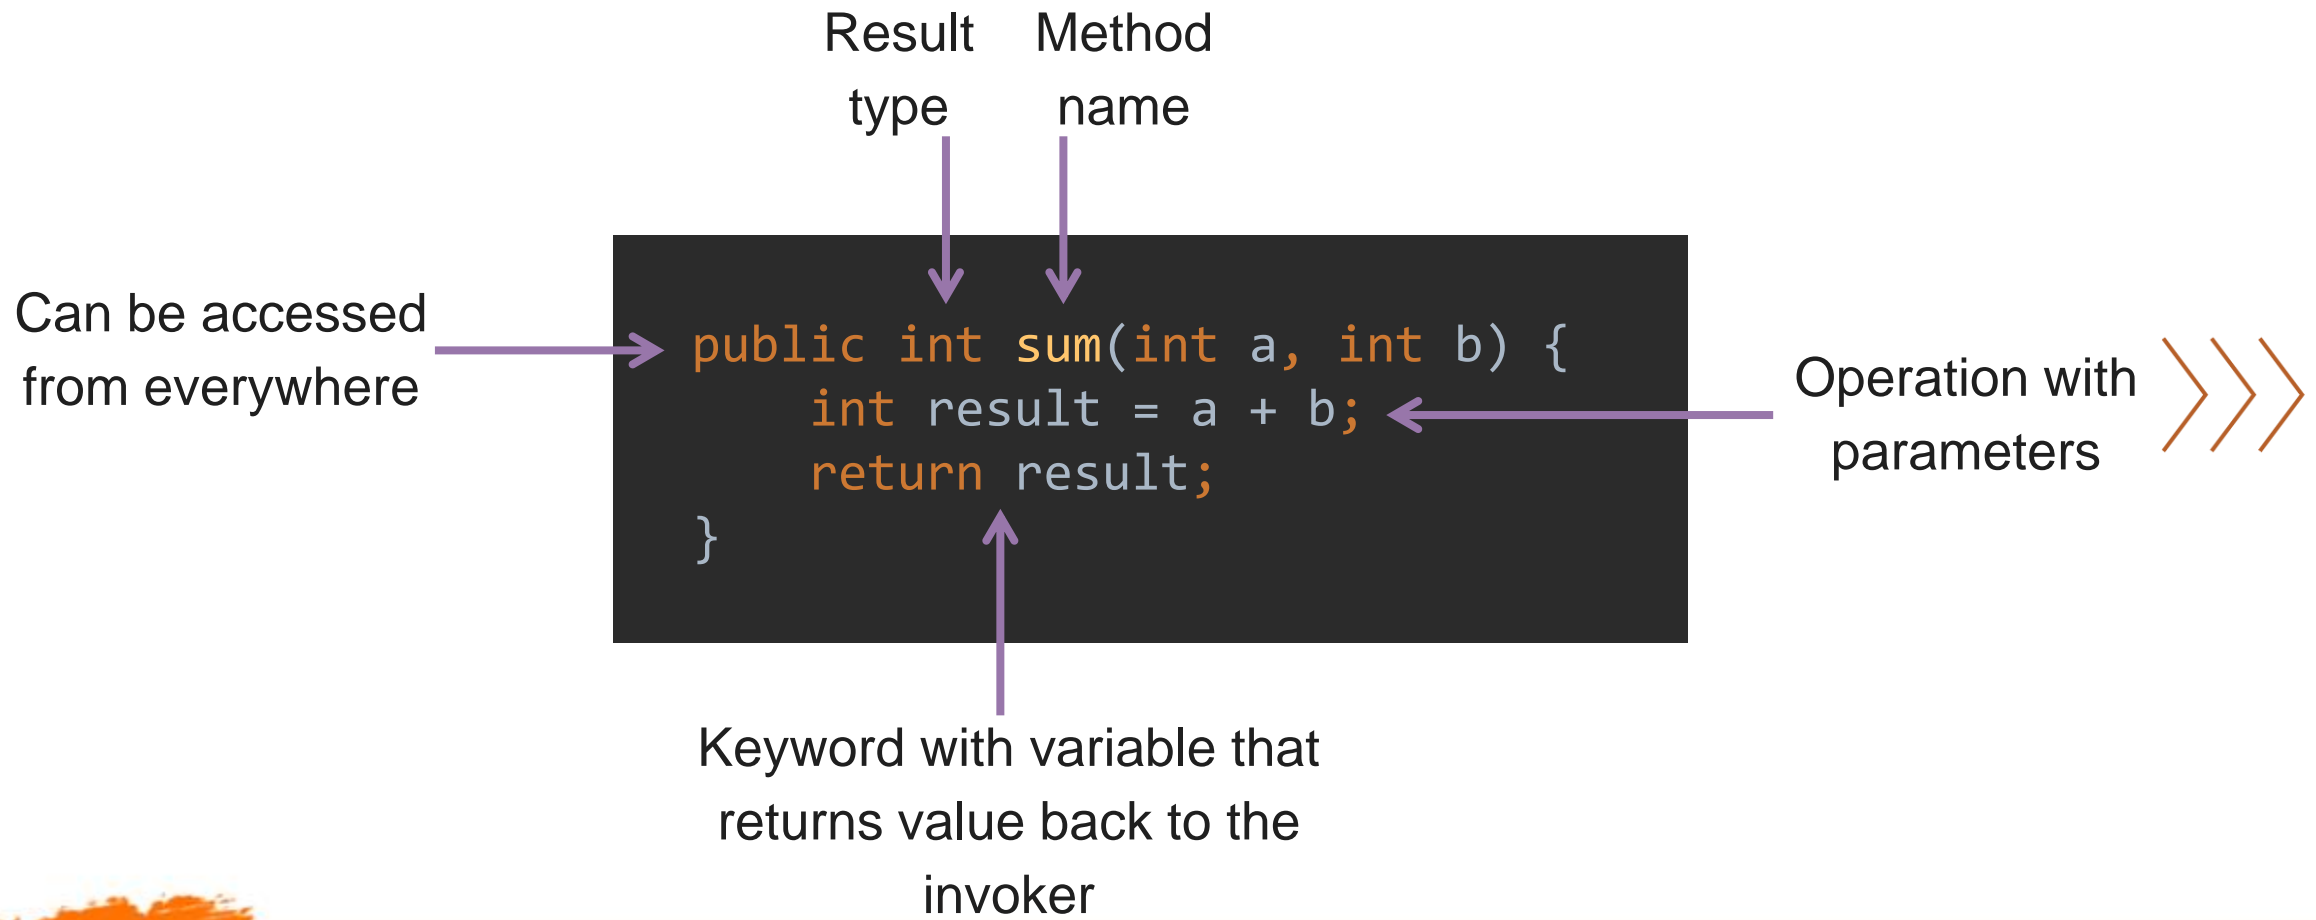 Result
type
Method
name
Can be accessed
from everywhere
public int sum(int a, int b) {
    int result = a + b;
    return result;
}
Operation with
parameters
Keyword with variable that
returns value back to the
invoker